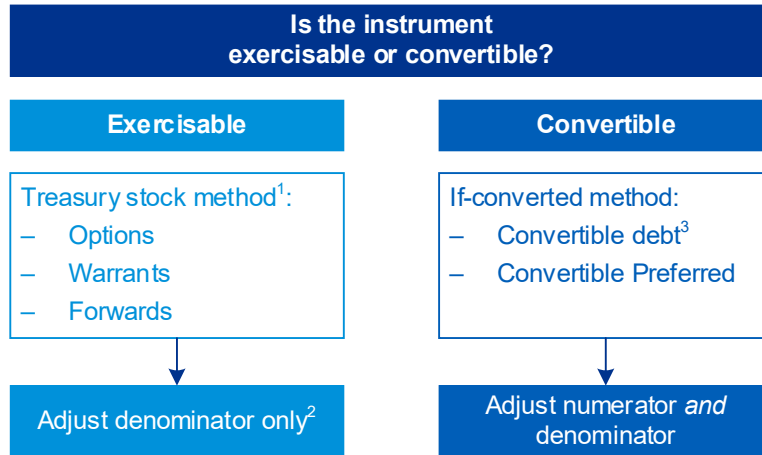 Is the instrument
exercisable or convertible?
Exercisable
Treasury stock method¹:
– Options
– Warrants
– Forwards
Adjust denominator only²
Convertible
If-converted method:
– Convertible debt³
– Convertible Preferred
Adjust numerator and
denominator